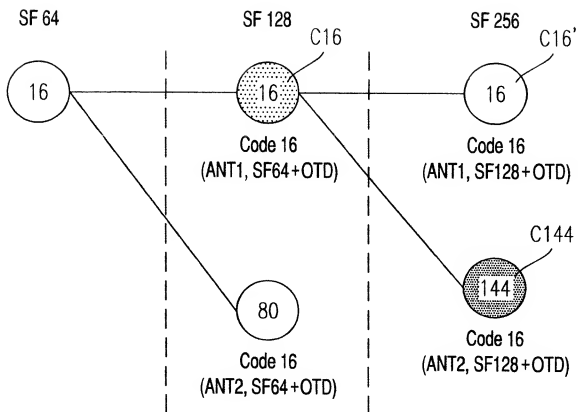 SF 64
SF 128
SF 256
C16
C16'
16
16
16
Code 16
(ANT1, SF64+OTD)
Code 16
(ANT1, SF128+OTD)
C144
80
144
Code 16
(ANT2, SF64+OTD)
Code 16
(ANT2, SF128+OTD)